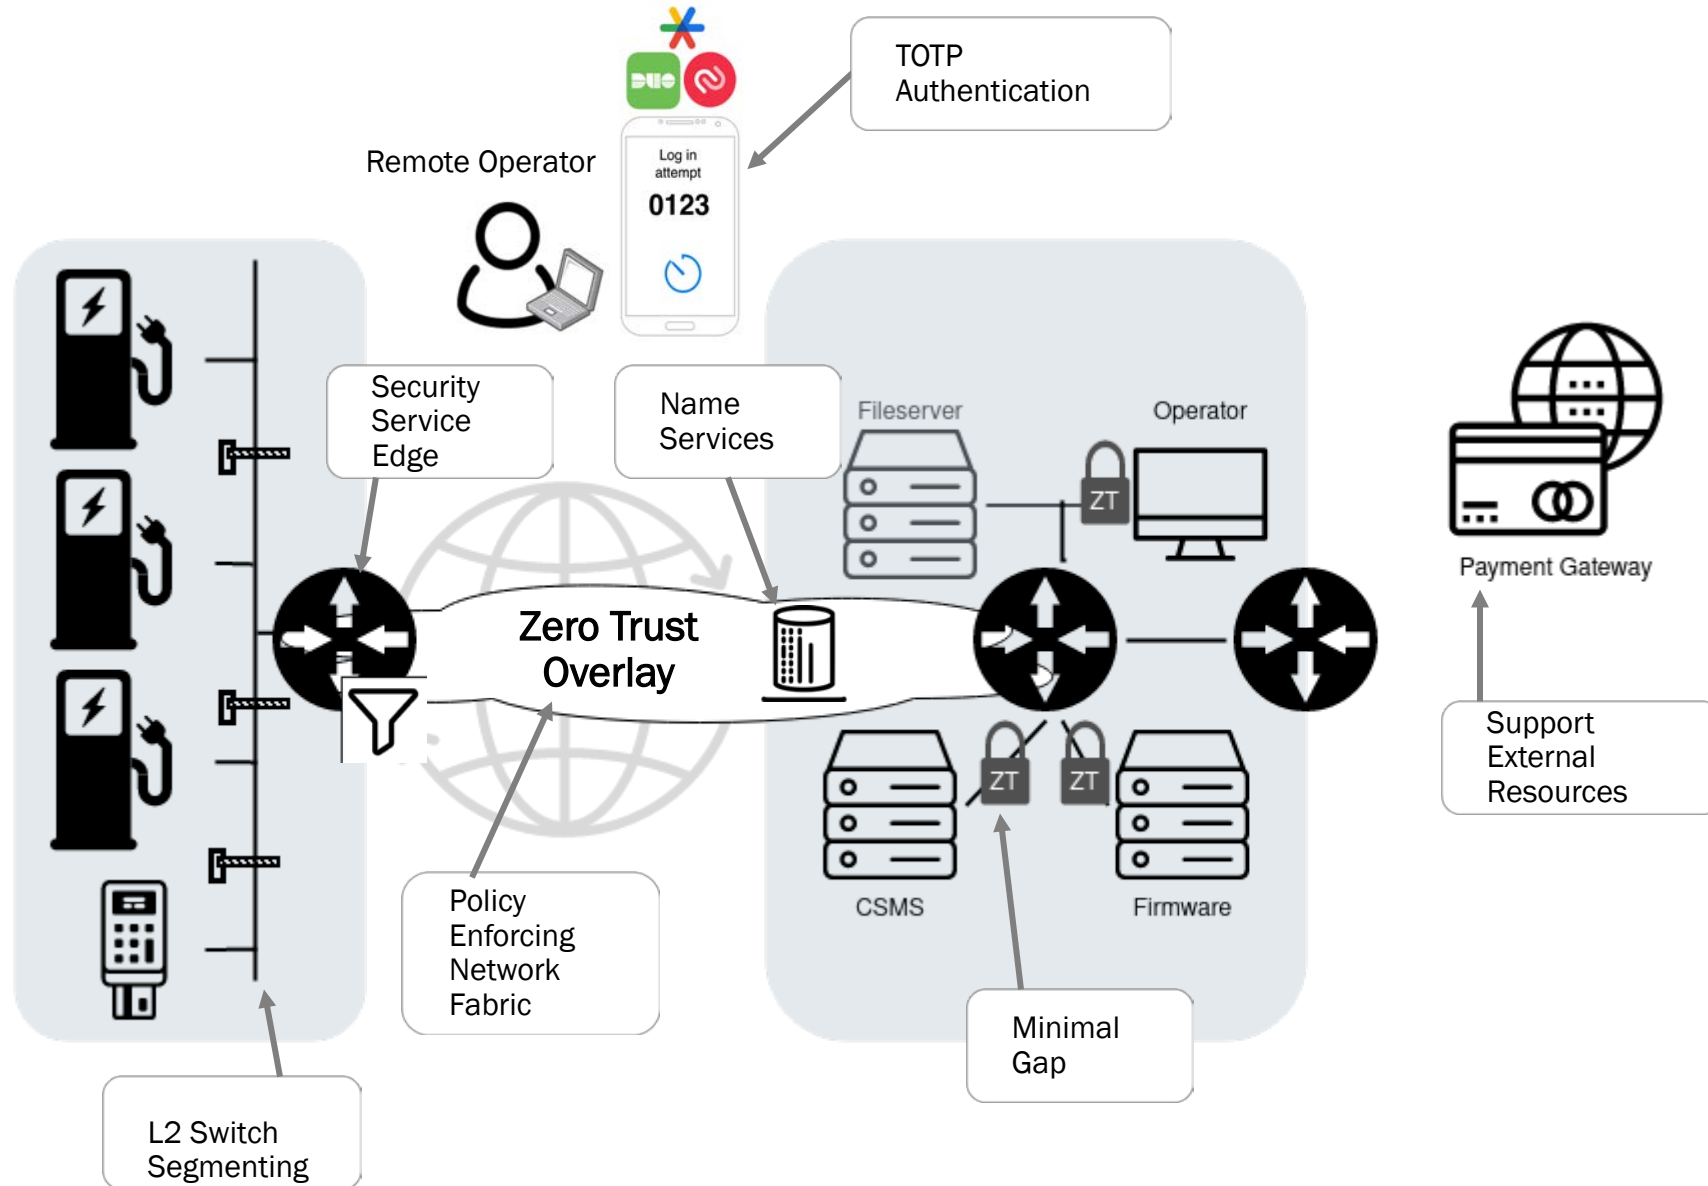 TOTP
Authentication
DUO
Remote Operator
Log in
attempt
0123
Security
Service
Edge
Name
Services
Fileserver
Operator
ZT
Payment Gateway
Zero Trust
Overlay
Support
External
Resources
ZT
ZT
CSMS
Firmware
Policy
Enforcing
Network
Fabric
Minimal
Gap
L2 Switch
Segmenting